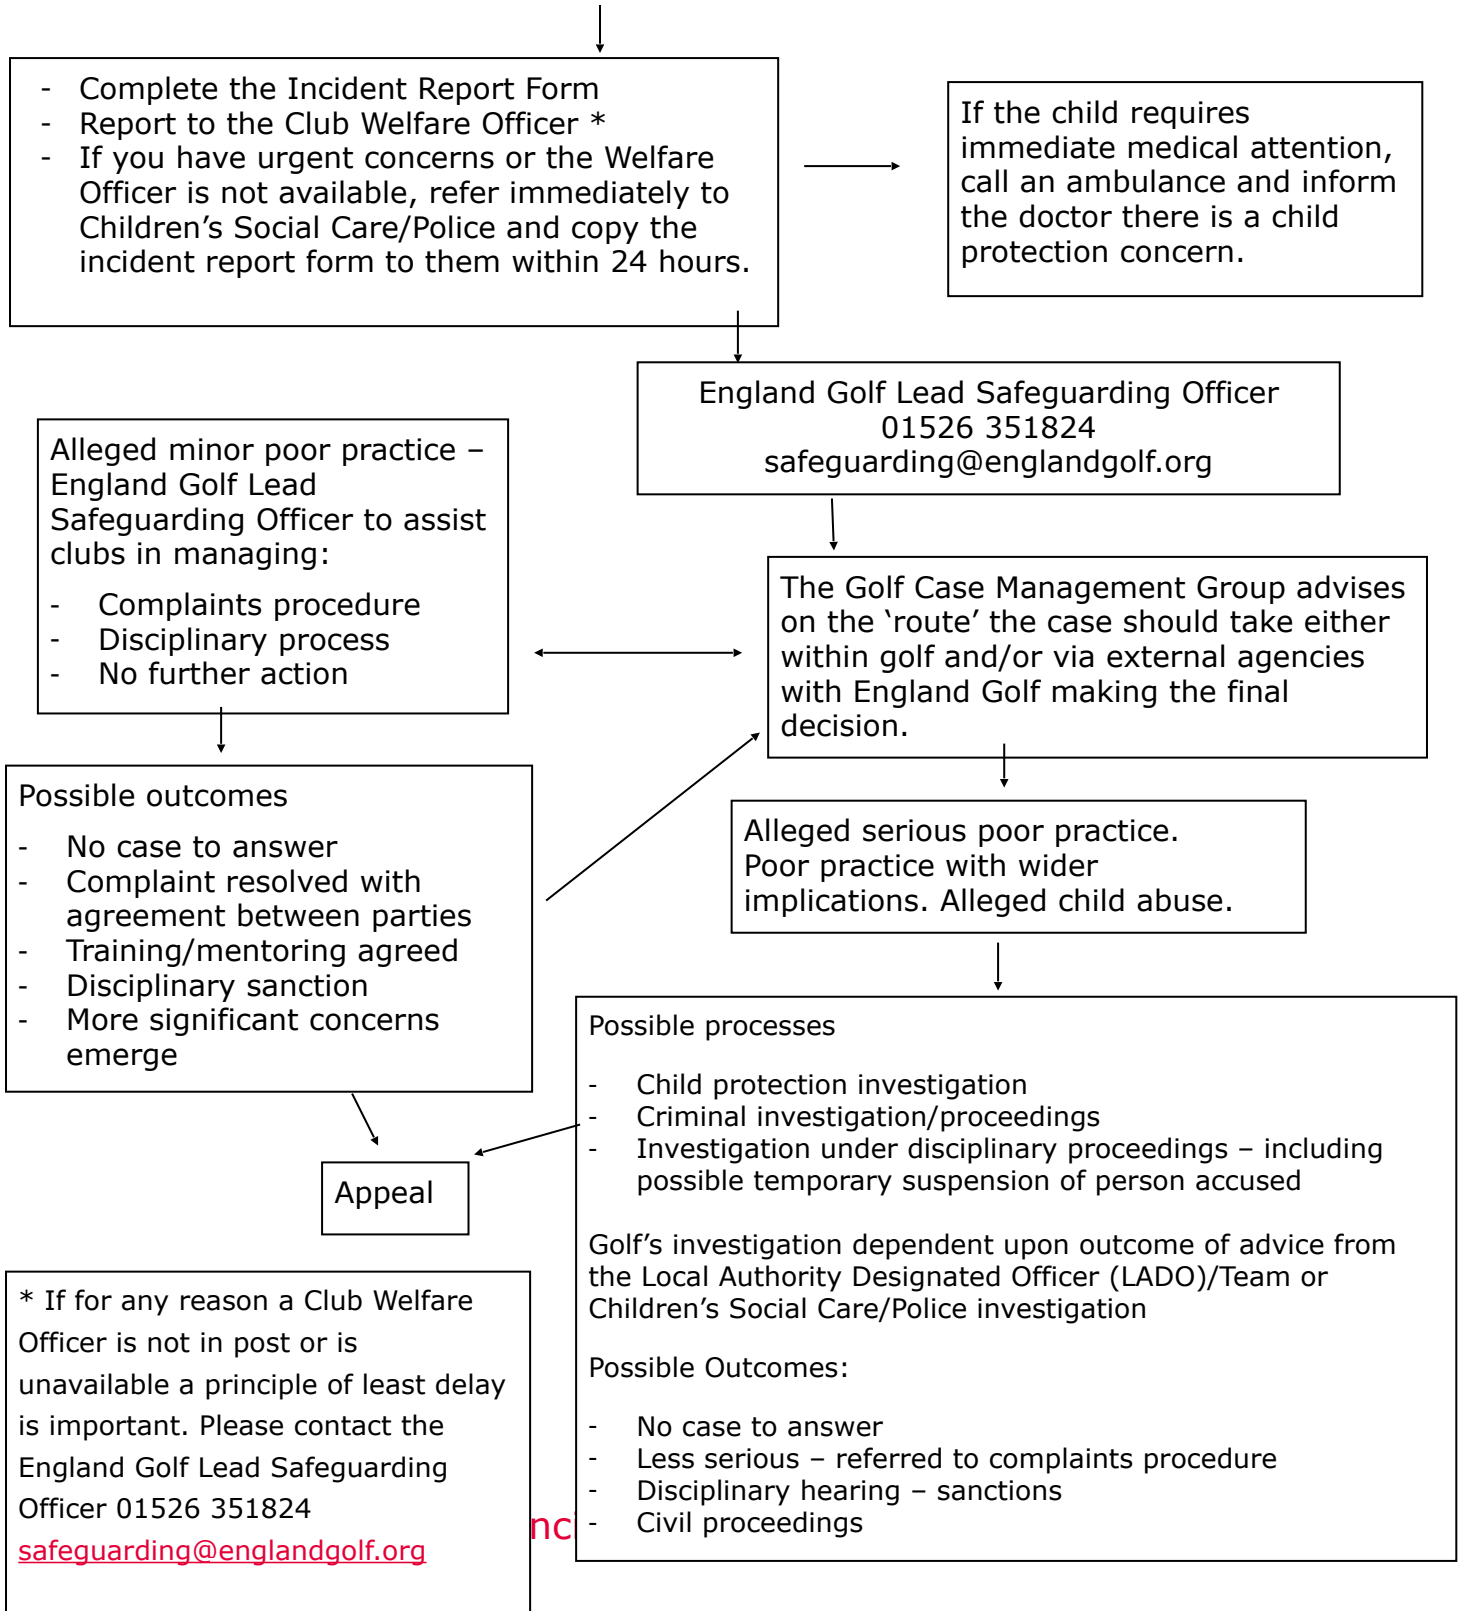 - Complete the Incident Report Form
- Report to the Club Welfare Officer *
- If you have urgent concerns or the Welfare
Officer is not available, refer immediately to
Children’s Social Care/Police and copy the
incident report form to them within 24 hours.
If the child requires
immediate medical attention,
call an ambulance and inform
the doctor there is a child
protection concern.
England Golf Lead Safeguarding Officer
01526 351824
safeguarding@englandgolf.org
Alleged minor poor practice –
England Golf Lead
Safeguarding Officer to assist
clubs in managing:
- Complaints procedure
- Disciplinary process
- No further action
The Golf Case Management Group advises
on the ‘route’ the case should take either
within golf and/or via external agencies
with England Golf making the final
decision.
Possible outcomes
- No case to answer
- Complaint resolved with
agreement between parties
- Training/mentoring agreed
- Disciplinary sanction
- More significant concerns
emerge
Alleged serious poor practice.
Poor practice with wider
implications. Alleged child abuse.
Possible processes
- Child protection investigation
- Criminal investigation/proceedings
- Investigation under disciplinary proceedings – including
possible temporary suspension of person accused
Golf’s investigation dependent upon outcome of advice from
the Local Authority Designated Officer (LADO)/Team or
Children’s Social Care/Police investigation
Possible Outcomes:
- No case to answer
- Less serious – referred to complaints procedure
- Disciplinary hearing – sanctions
- Civil proceedings
Appeal
* If for any reason a Club Welfare
Officer is not in post or is
unavailable a principle of least delay
is important. Please contact the
England Golf Lead Safeguarding
Officer 01526 351824
safeguarding@englandgolf.org